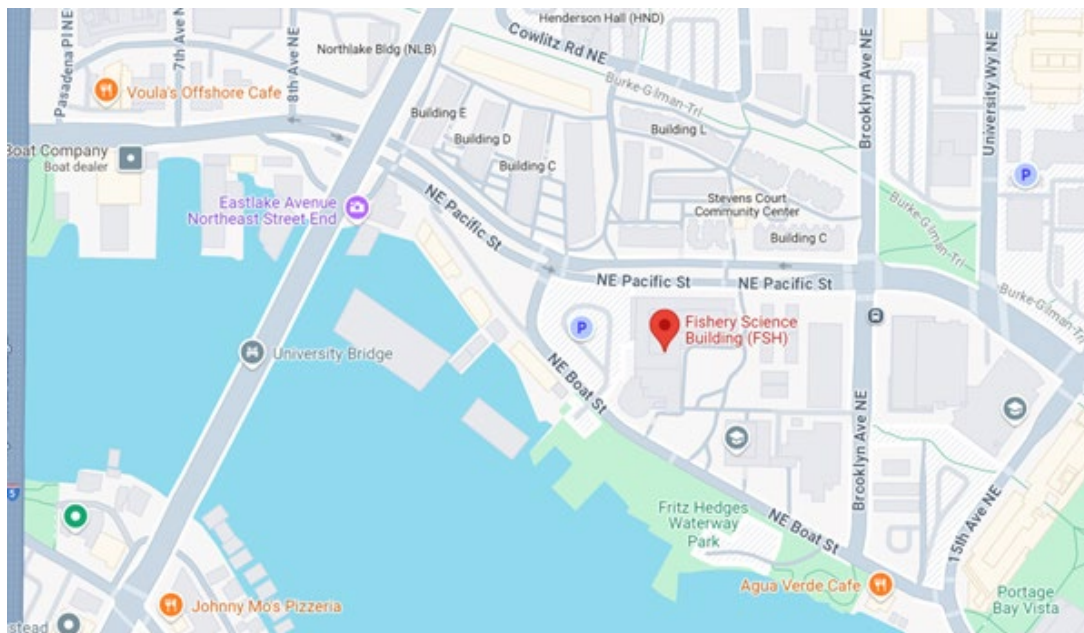 Henderson Hall (HND)
Cowlitz Rd NE
Northlake Bldg (NLB)
Pasadena Pl NE
7th Ave N
8th Ave NE
Brooklyn Ave NE
University Wy NE
Voula's Offshore Cafe
Building E
Building D
Building C
Burke-Gilman-Trl
Building L
Boat Company
Boat dealer
Eastlake Avenue
Northeast Street End
NE Pacific St
Stevens Court
Community Center
Building C
Burke-Gilman-Trl
P
NE Pacific St
NE Pacific St
Burke-Gilman-Trl
P
Fishery Science
Building (FSH)
University Bridge
NE Boat St
Brooklyn Ave NE
5
Fritz Hedges
Waterway
Park
NE Boat St
15th Ave NE
Agua Verde Cafe
Portage
Bay Vista
Johnny Mo's Pizzeria
stead